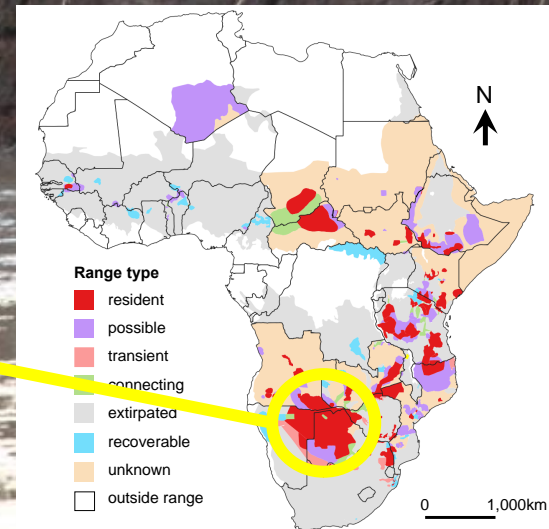 N
Range type
resident
possible
transient
connecting
extirpated
recoverable
unknown
outside range
0 1,000km